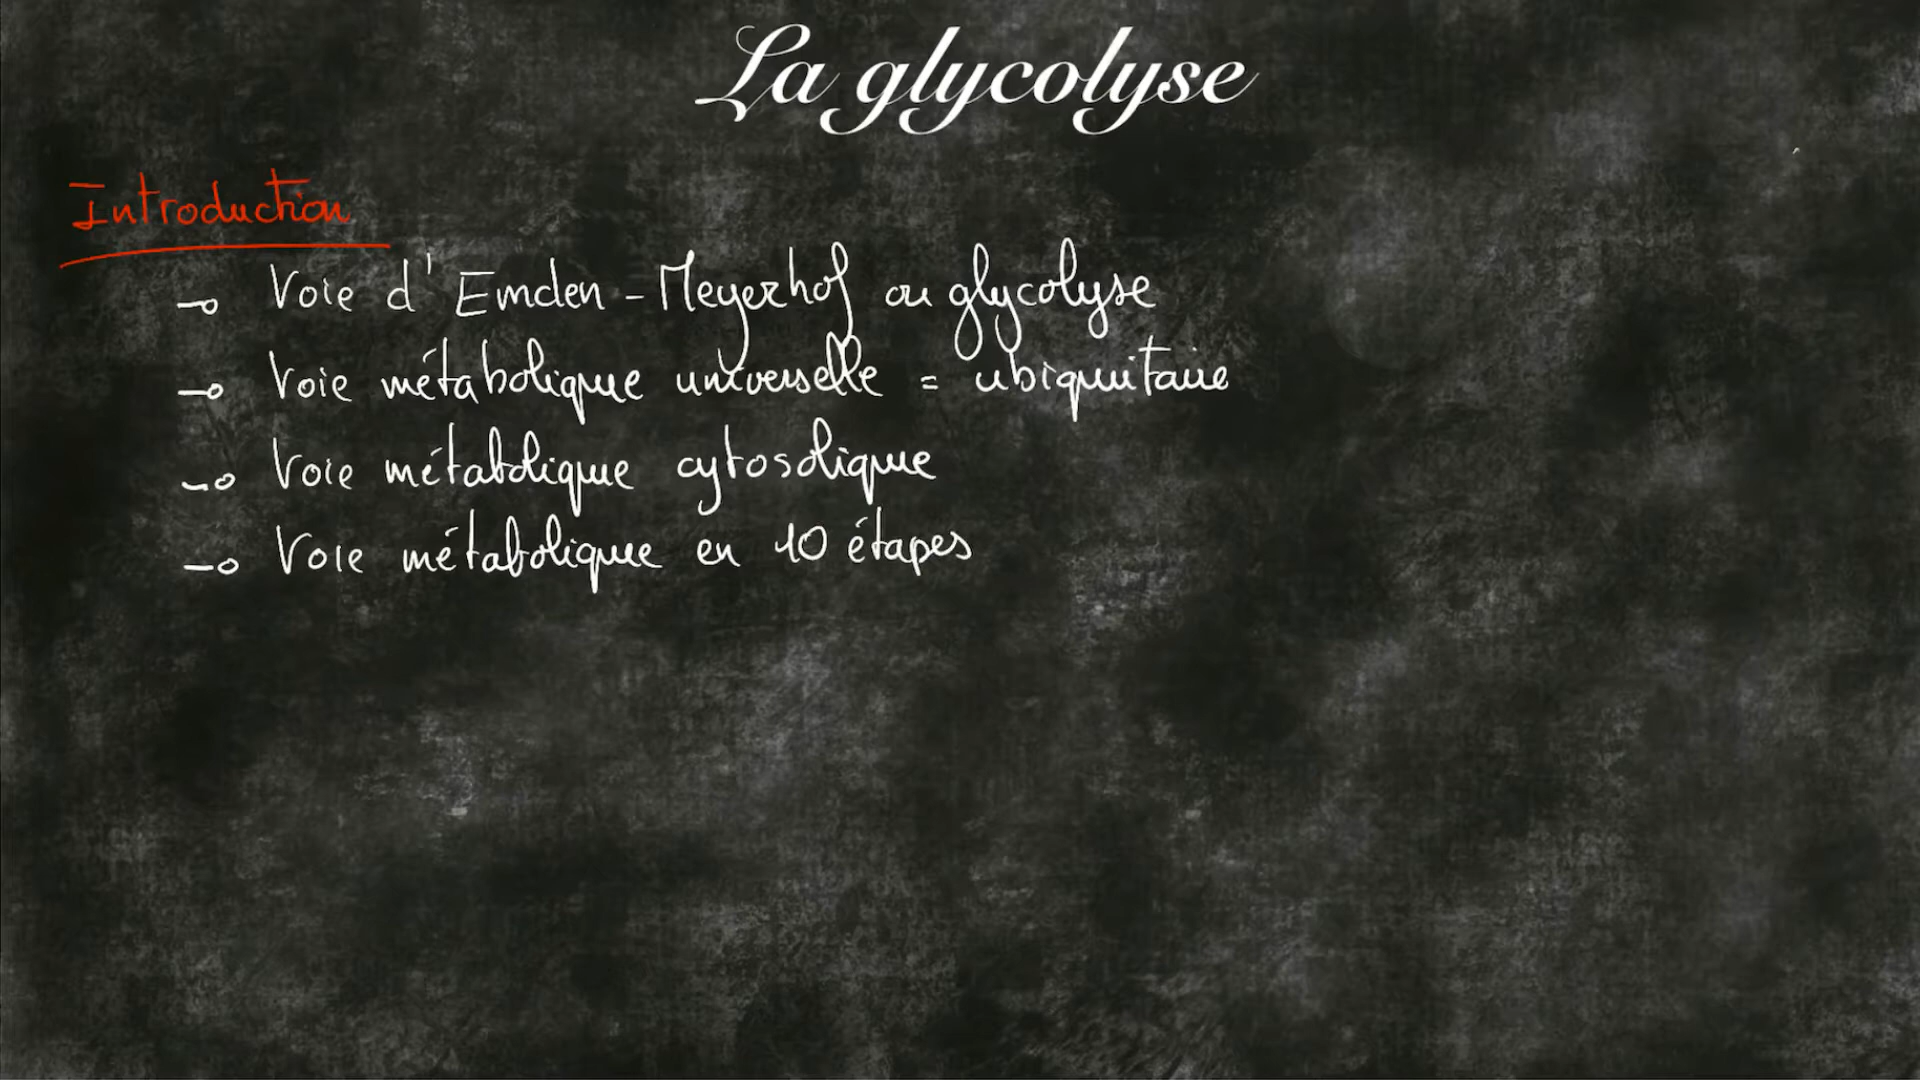 La glycolyse
Introduction
Voie d'Emden-Meyerhof ou glycolyse
Voie métabolique universelle = ubiquitaire
Voie métabolique cytosolique
Voie métabolique en 10 étapes